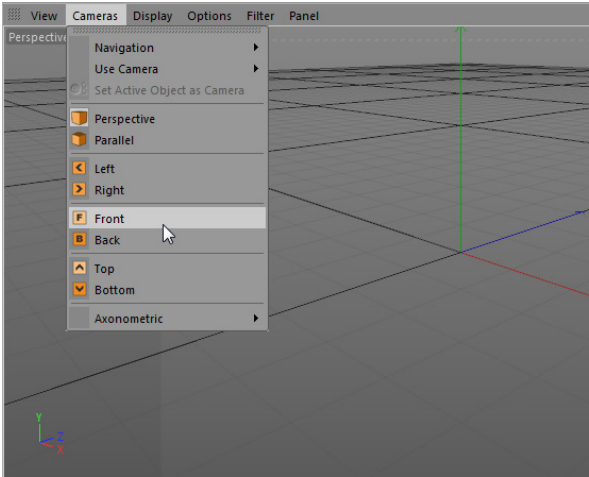 View Cameras Display Options Filter Panel
Perspective
Navigation
Use Camera
Set Active Object as Camera
Perspective
Parallel
Left
Right
F Front
B Back
Top
Bottom
Axonometric
Y
Z
X